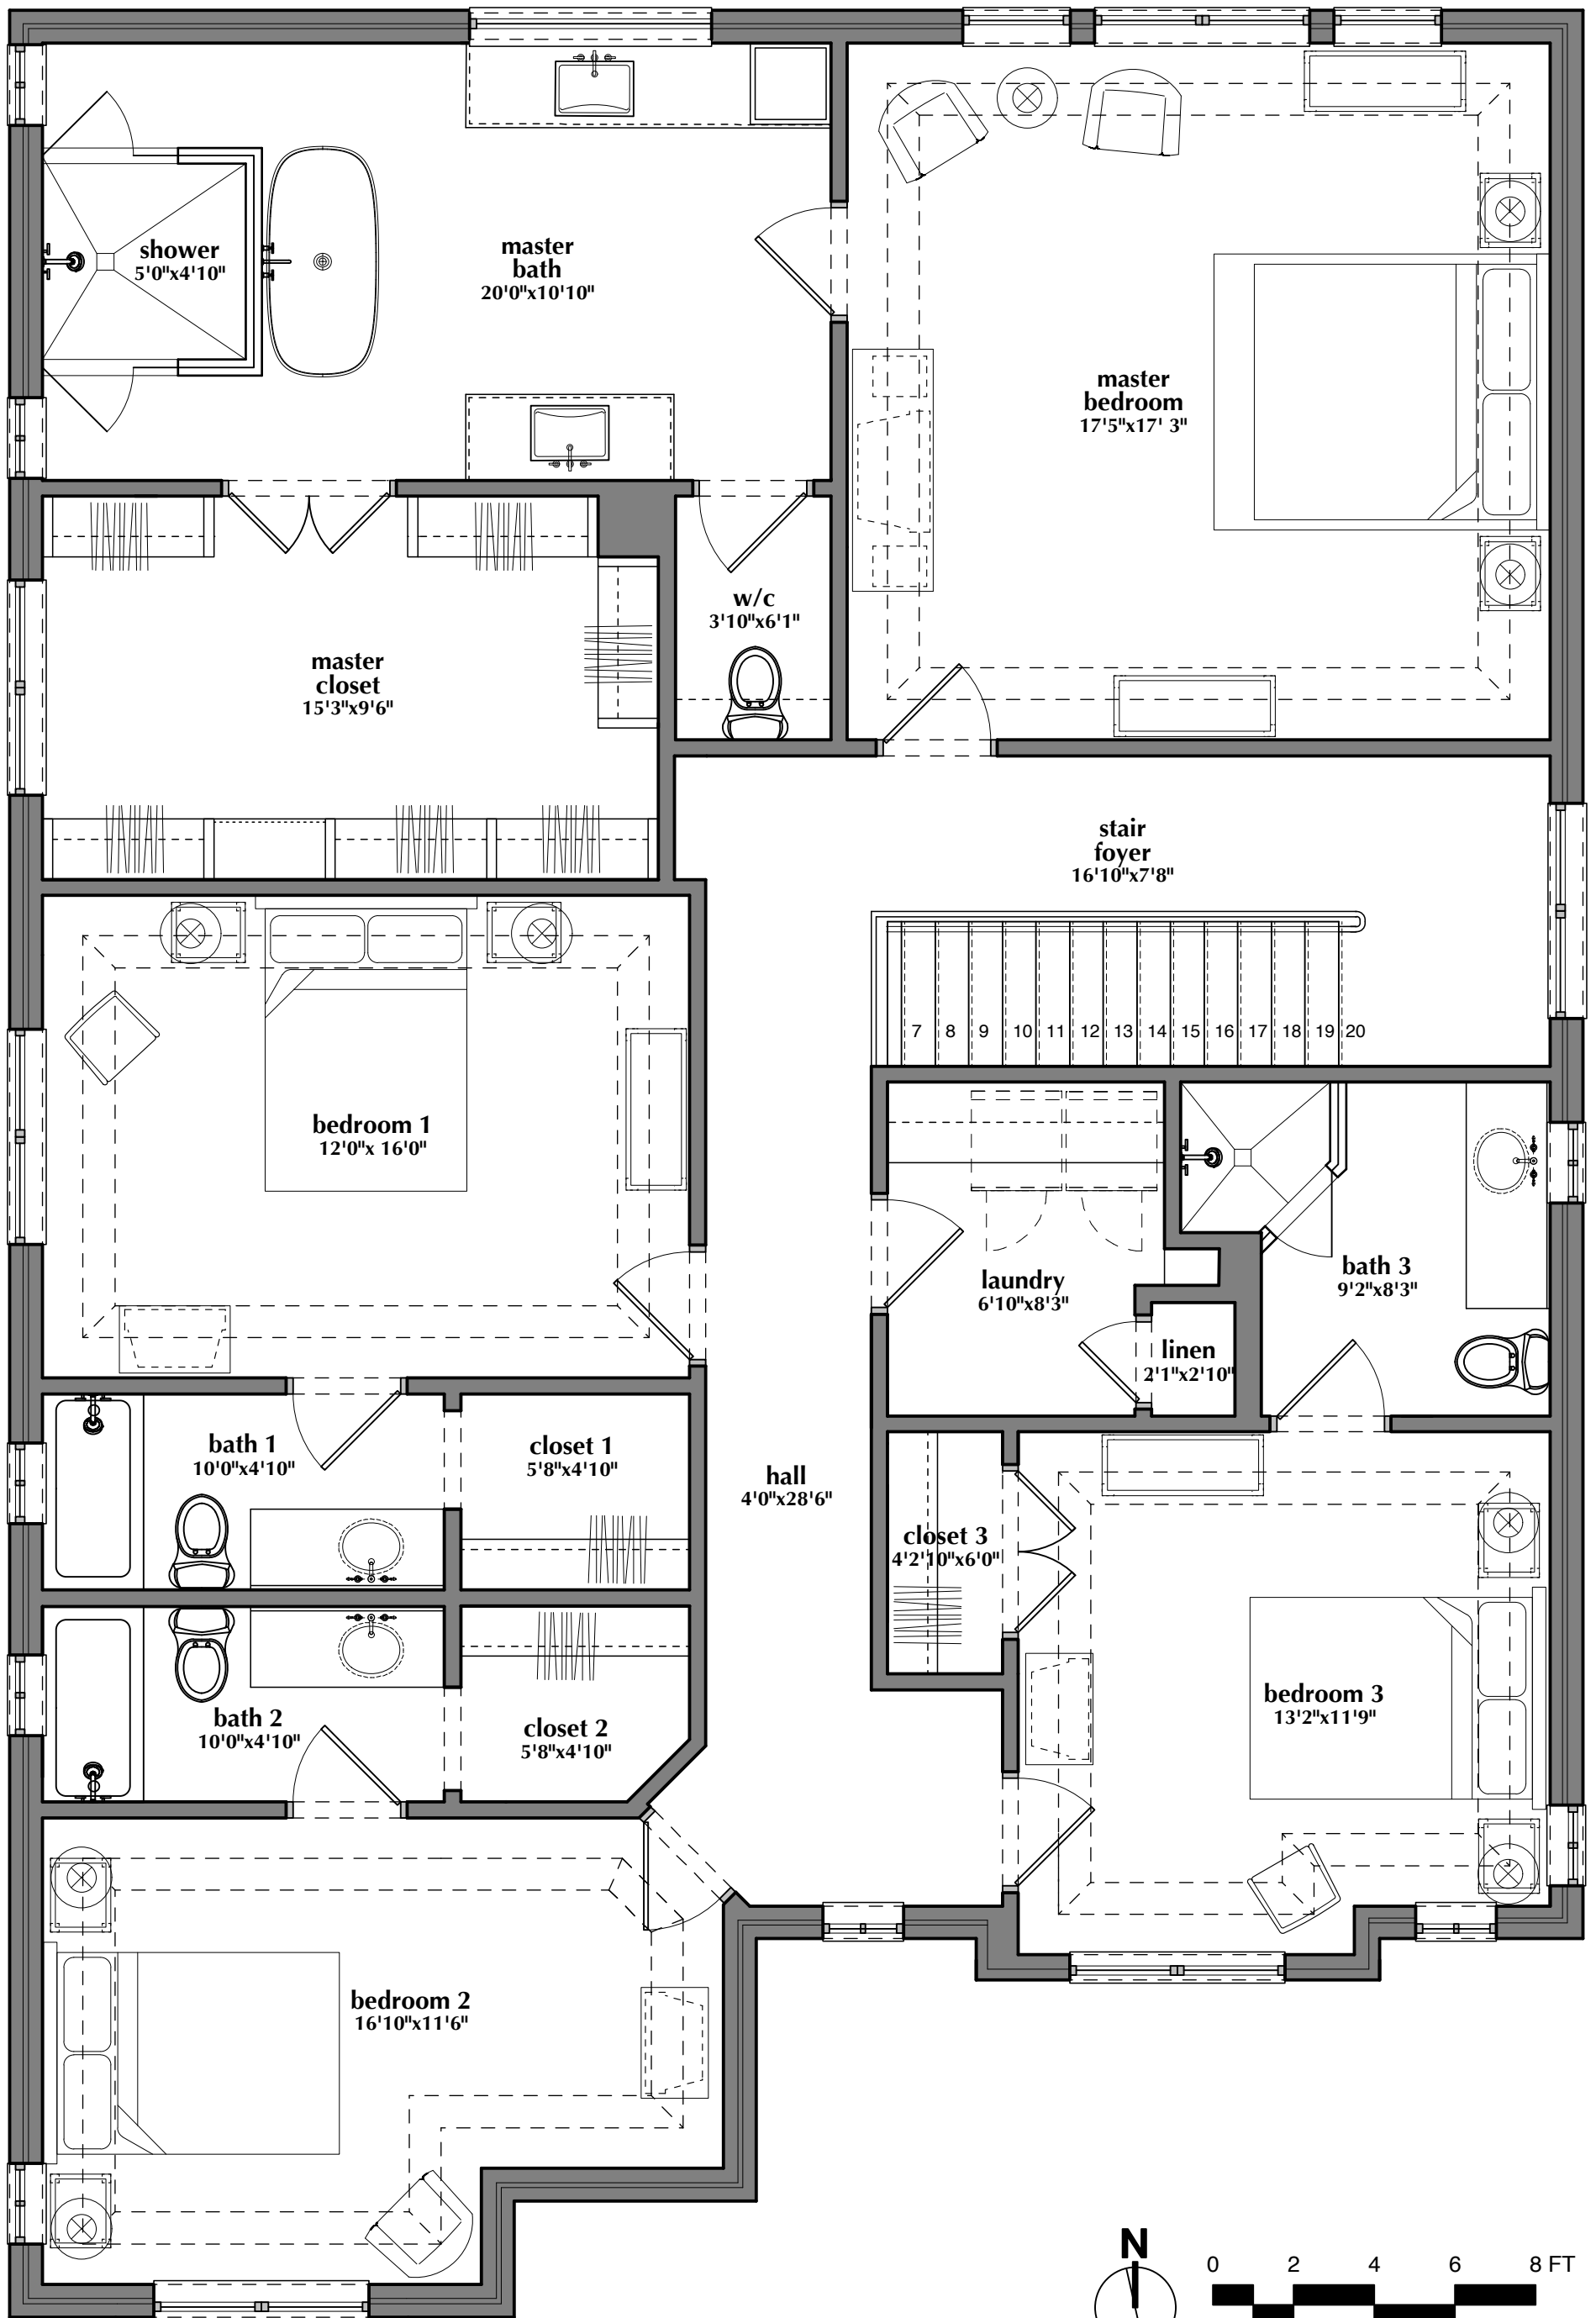 shower
5'0"x4'10"
master
bath
20'0"x10'10"
master
bedroom
17'5"x17' 3"
w/c
3'10"x6'1"
master
closet
15'3"x9'6"
stair
foyer
16'10"x7'8"
7 8 9 10 11 12 13 14 15 16 17 18 19 20
bedroom 1
12'0"x 16'0"
laundry
6'10"x8'3"
bath 3
9'2"x8'3"
linen
2'1"x2'10"
bath 1
10'0"x4'10"
closet 1
5'8"x4'10"
hall
4'0"x28'6"
closet 3
4'2'10"x6'0"
bath 2
10'0"x4'10"
closet 2
5'8"x4'10"
bedroom 3
13'2"x11'9"
bedroom 2
16'10"x11'6"
N
0 2 4 6 8 FT